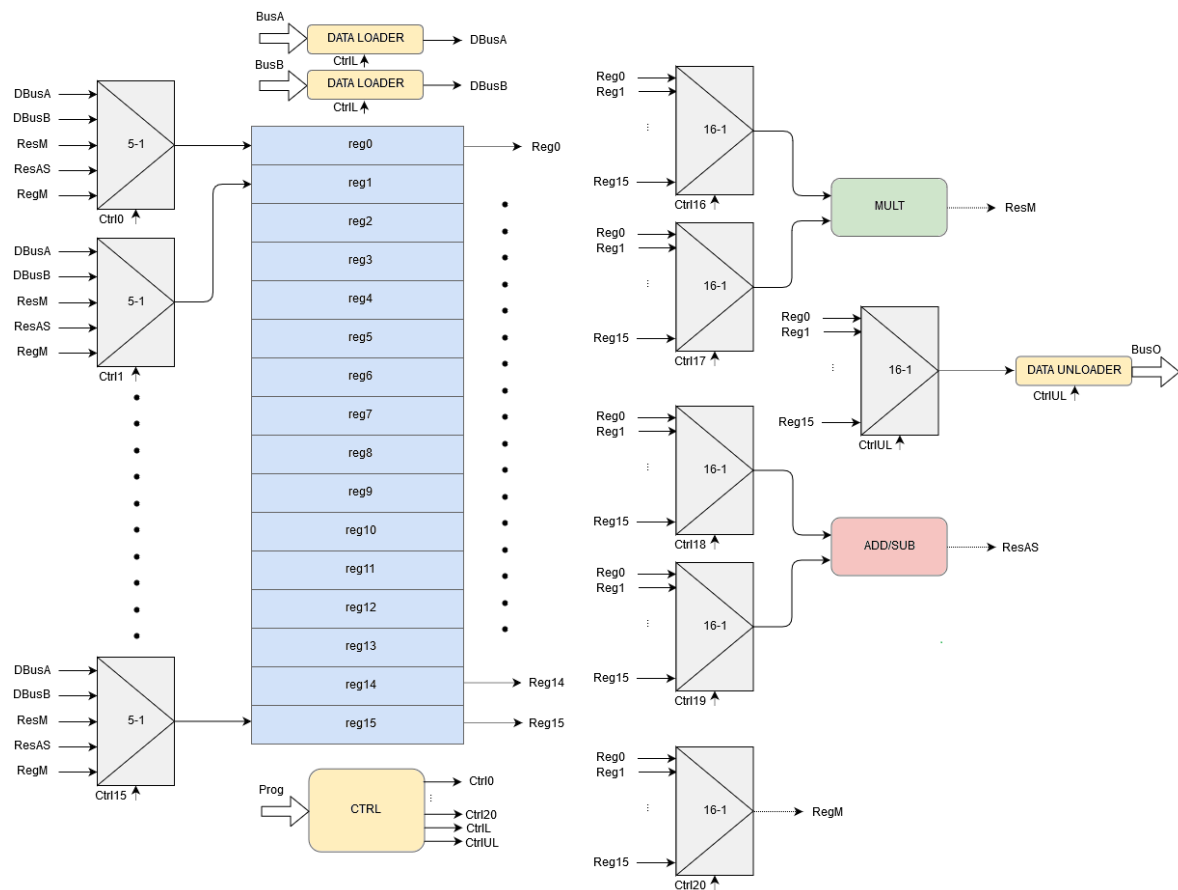 BusA
DATA LOADER
DBusA
CtrlL
BusB
DATA LOADER
DBusB
CtrlL
DBusA
DBusB
ResM
ResAS
RegM
5-1
Ctrl0
DBusA
DBusB
ResM
ResAS
RegM
5-1
Ctrl1
DBusA
DBusB
ResM
ResAS
RegM
5-1
Ctrl15
reg0
reg1
reg2
reg3
reg4
reg5
reg6
reg7
reg8
reg9
reg10
reg11
reg12
reg13
reg14
reg15
Reg0
Reg14
Reg15
Prog
CTRL
Ctrl0
...
Ctrl20
CtrlL
CtrlUL
Reg0
Reg1
...
Reg15
16-1
Ctrl16
Reg0
Reg1
...
Reg15
16-1
Ctrl17
MULT
ResM
Reg0
Reg1
...
Reg15
16-1
CtrlUL
DATA UNLOADER
CtrlUL
BusO
Reg0
Reg1
...
Reg15
16-1
Ctrl18
Reg0
Reg1
...
Reg15
16-1
Ctrl19
ADD/SUB
ResAS
Reg0
Reg1
...
Reg15
16-1
Ctrl20
RegM